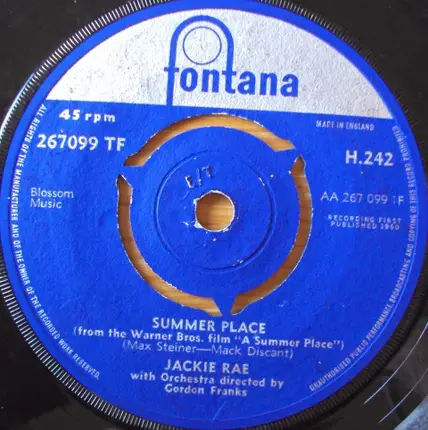 fontana
45 rpm
MADE IN ENGLAND
267099 TF
H.242
Blossom
Music
AA 267 099 1F
RECORDING FIRST
PUBLISHED 1960
SUMMER PLACE
(from the Warner Bros. film "A Summer Place")
(Max Steiner—Mack Discant)
JACKIE RAE
with Orchestra directed by
Gordon Franks
ALL RIGHTS OF THE MANUFACTURER AND OF THE OWNER OF THE RECORDED WORK RESERVED.
UNAUTHORISED PUBLIC PERFORMANCE, BROADCASTING AND COPYING OF THIS RECORD PROHIBITED